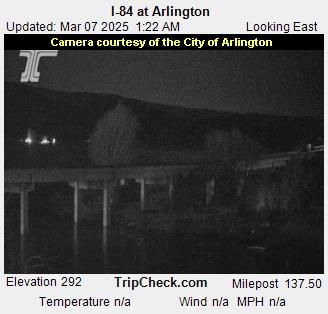 I-84 at Arlington
Updated: Mar 07 2025 1:22 AM Looking East
Camera courtesy of the City of Arlington
Elevation 292 TripCheck.com Milepost 137.50
Temperature n/a Wind n/a MPH n/a